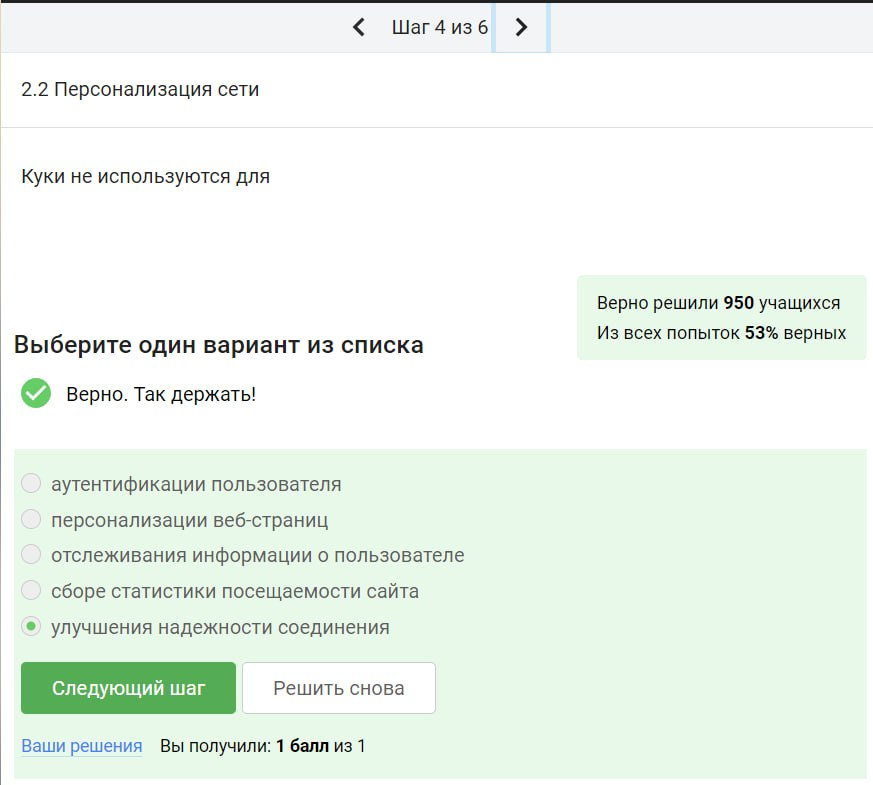 Шаг 4 из 6
2.2 Персонализация сети
Куки не используются для
Верно решили 950 учащихся
Из всех попыток 53% верных
Выберите один вариант из списка
Верно. Так держать!
аутентификации пользователя
персонализации веб-страниц
отслеживания информации о пользователе
сборе статистики посещаемости сайта
улучшения надежности соединения
Следующий шаг
Решить снова
Ваши решения Вы получили: 1 балл из 1